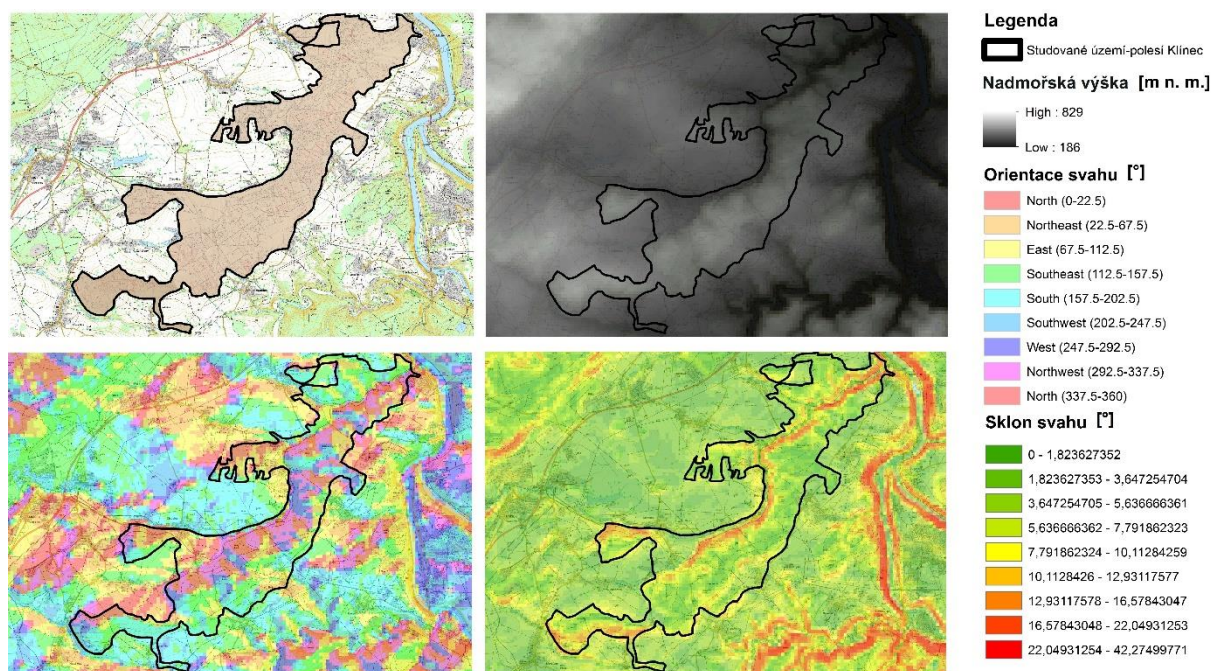 Legenda
Studované území-polesí Klínec
Nadmořská výška [m n. m.]
High : 829
Low : 186
Orientace svahu [°]
North (0-22.5)
Northeast (22.5-67.5)
East (67.5-112.5)
Southeast (112.5-157.5)
South (157.5-202.5)
Southwest (202.5-247.5)
West (247.5-292.5)
Northwest (292.5-337.5)
North (337.5-360)
Sklon svahu [°]
0 - 1,823627352
1,823627353 - 3,647254704
3,647254705 - 5,636666361
5,636666362 - 7,791862323
7,791862324 - 10,11284259
10,1128426 - 12,93117577
12,93117578 - 16,57843047
16,57843048 - 22,04931253
22,04931254 - 42,27499771